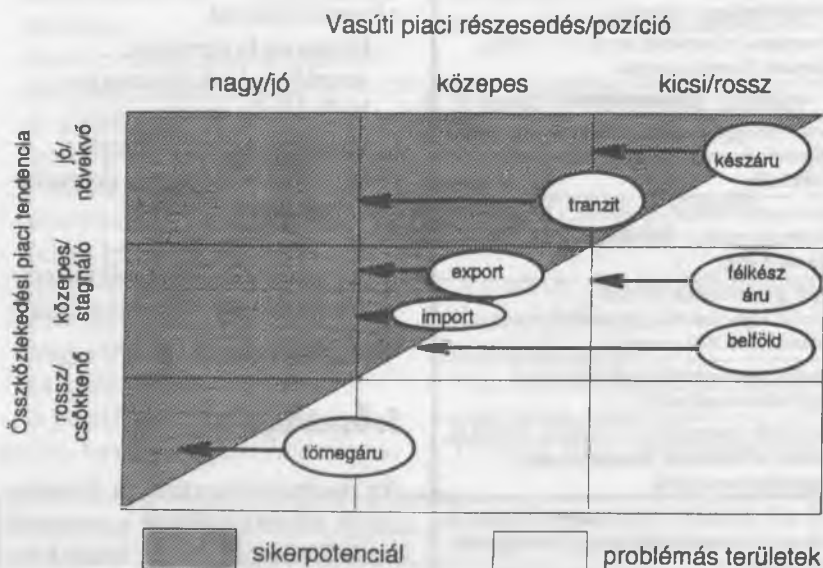 Vasúti piaci részesedés/pozíció
nagy/jó közepes kicsi/rossz
Összközlekedési piaci tendencia
jó/
növekvő
közepes/
stagnáló
rossz/
csökkenő
készáru
tranzit
export
félkész
áru
import
belföld
tömegáru
sikerpotenciál
problémás területek